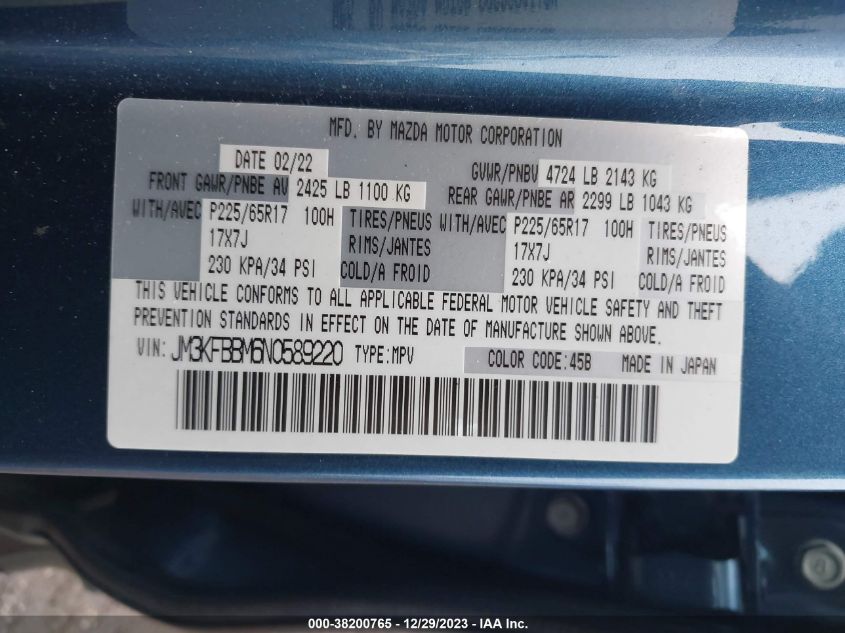 MFD. BY MAZDA MOTOR CORPORATION
DATE 02/22 GVWR/PNBV 4724 LB 2143 KG
FRONT GAWR/PNBE AV 2425 LB 1100 KG REAR GAWR/PNBE AR 2299 LB 1043 KG
WITH/AVEC P225/65R17 100H TIRES/PNEUS WITH/AVEC P225/65R17 100H TIRES/PNEUS
17X7J RIMS/JANTES 17X7J RIMS/JANTES
230 KPA/34 PSI COLD/A FROID 230 KPA/34 PSI COLD/A FROID
THIS VEHICLE CONFORMS TO ALL APPLICABLE FEDERAL MOTOR VEHICLE SAFETY AND THEFT
PREVENTION STANDARDS IN EFFECT ON THE DATE OF MANUFACTURE SHOWN ABOVE.
VIN: JM3KFBBM6N0589220 TYPE:MPV COLOR CODE:45B MADE IN JAPAN
000-38200765 - 12/29/2023 - IAA Inc.